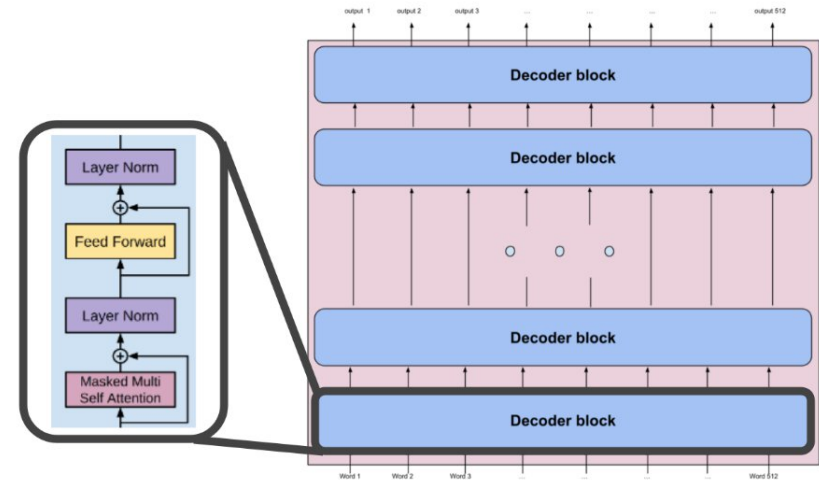 output 1 output 2 output 3 ... ... ... ... output 512
Decoder block
Decoder block
Layer Norm
Feed Forward
Layer Norm
Masked Multi
Self Attention
Decoder block
Decoder block
Word 1 Word 2 Word 3 ... ... ... ... Word 512